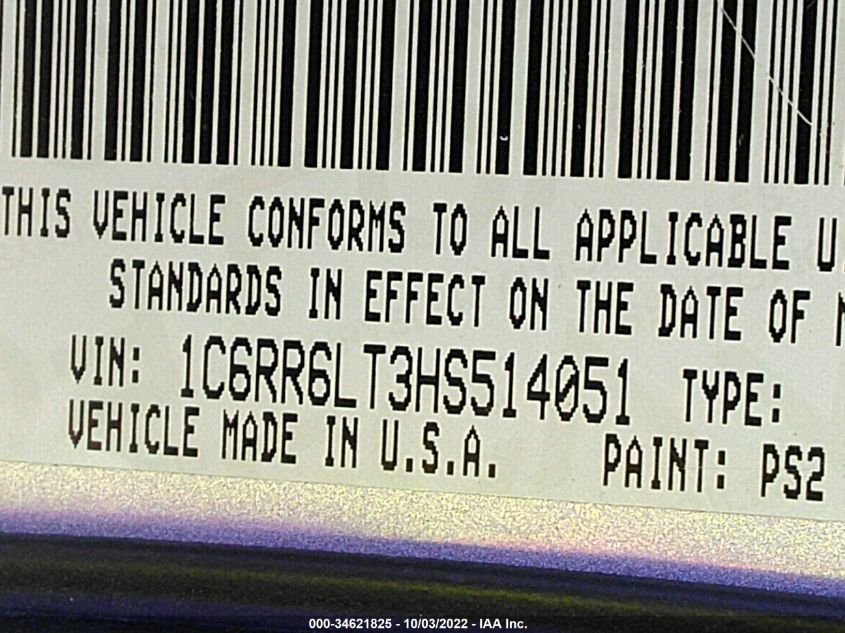 THIS VEHICLE CONFORMS TO ALL APPLICABLE U.
STANDARDS IN EFFECT ON THE DATE OF
VIN: 1C6RR6LT3HS514051 TYPE:
VEHICLE MADE IN U.S.A. PAINT: PS2
000-34621825 - 10/03/2022 - IAA Inc.